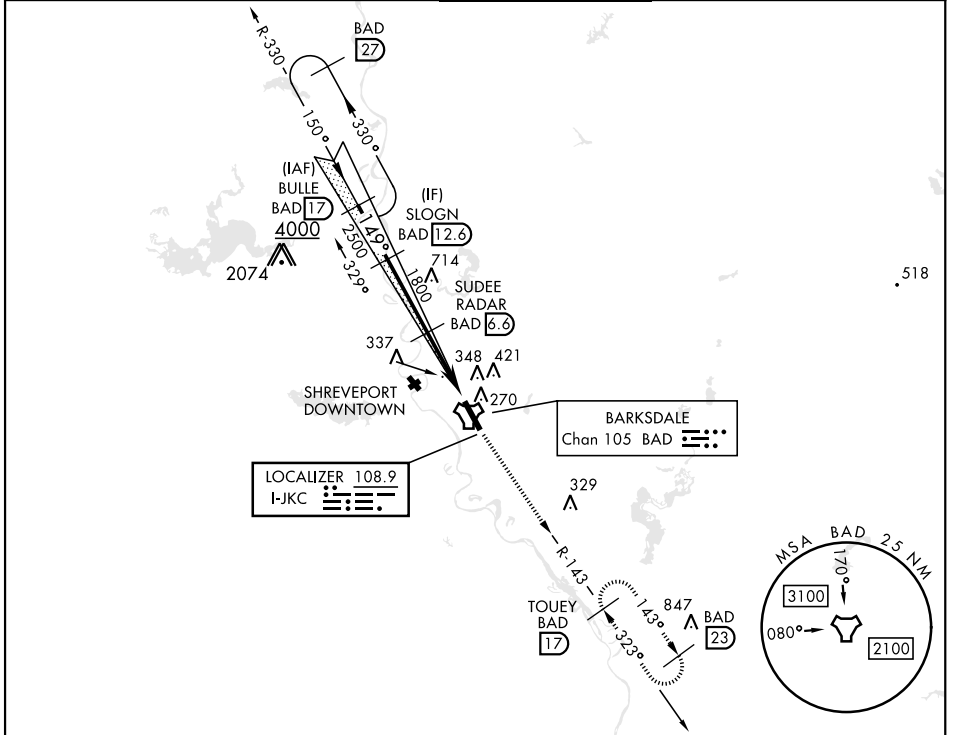 BAD
27
R-330
150°
330°
(IAF)
BULLE
BAD 17
4000
2074
2500
149°
329°
(IF)
SLOGN
BAD 12.6
714
1800
SUDEE
RADAR
BAD 6.6
518
337
348
421
270
SHREVEPORT
DOWNTOWN
BARKSDALE
Chan 105 BAD
LOCALIZER 108.9
I-JKC
329
R-143
TOUEY
BAD
17
143°
323°
847
BAD
23
MSA BAD 25 NM
170°
3100
080°
2100